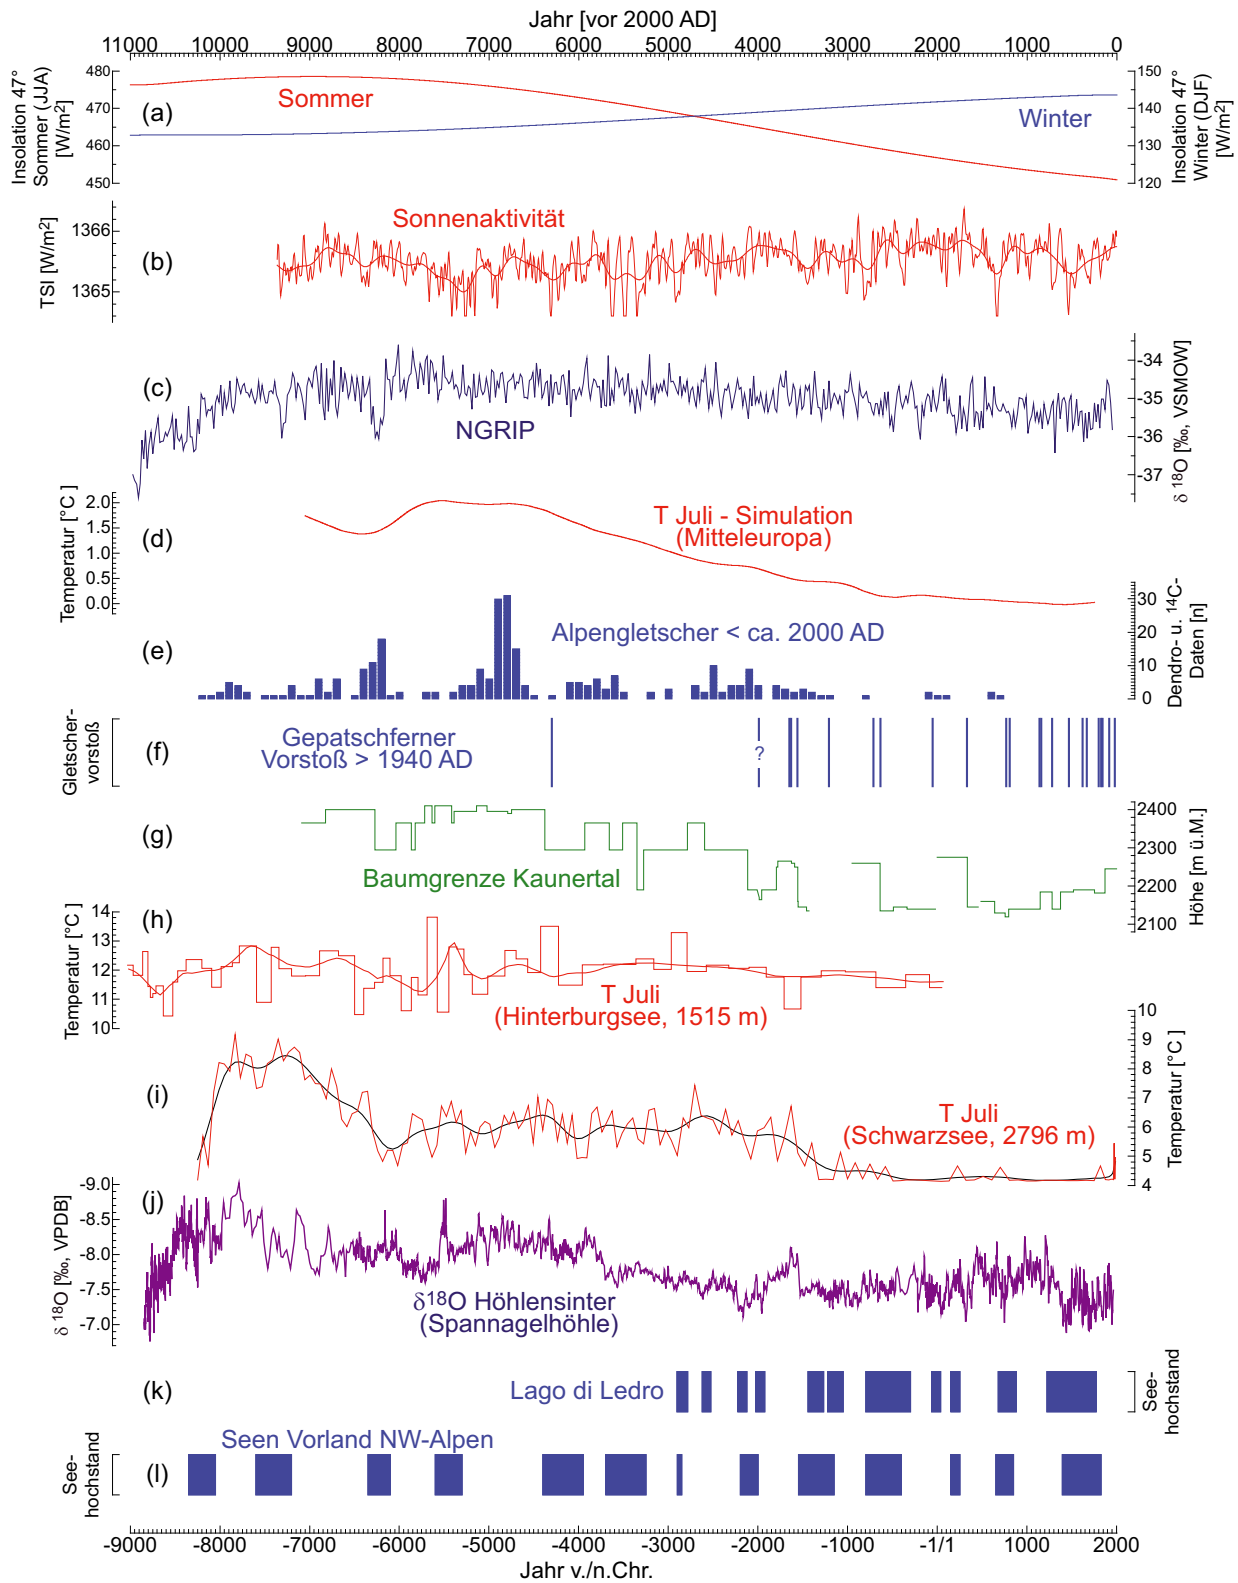 Jahr [vor 2000 AD]
11000 10000 9000 8000 7000 6000 5000 4000 3000 2000 1000 0
Insolation 47°
Sommer (JJA)
[W/m²]
480
470
460
450
(a)
Sommer
Winter
150
140
130
120
Insolation 47°
Winter (DJF)
[W/m²]
TSI [W/m²]
1366
1365
(b)
Sonnenaktivität
(c)
NGRIP
-34
-35
-36
-37
δ 18O [‰, VSMOW]
Temperatur [°C ]
2.0
1.5
1.0
0.5
0.0
(d)
T Juli - Simulation
(Mitteleuropa)
(e)
Alpengletscher < ca. 2000 AD
30
20
10
0
Dendro- u. 14C-
Daten [n]
Gletscher-
vorstoß
(f)
Gepatschferner
Vorstoß > 1940 AD
?
(g)
Baumgrenze Kaunertal
2400
2300
2200
2100
Höhe [m ü.M.]
Temperatur [°C ]
14
13
12
11
10
(h)
T Juli
(Hinterburgsee, 1515 m)
(i)
T Juli
(Schwarzsee, 2796 m)
10
9
8
7
6
5
4
Temperatur [°C ]
δ 18O [‰, VPDB]
-9.0
-8.5
-8.0
-7.5
-7.0
(j)
δ18O Höhlensinter
(Spannagelhöhle)
(k)
Lago di Ledro
See-
hochstand
See-
hochstand
(l)
Seen Vorland NW-Alpen
-9000 -8000 -7000 -6000 -5000 -4000 -3000 -2000 -1000 -1/1 1000 2000
Jahr v./n.Chr.